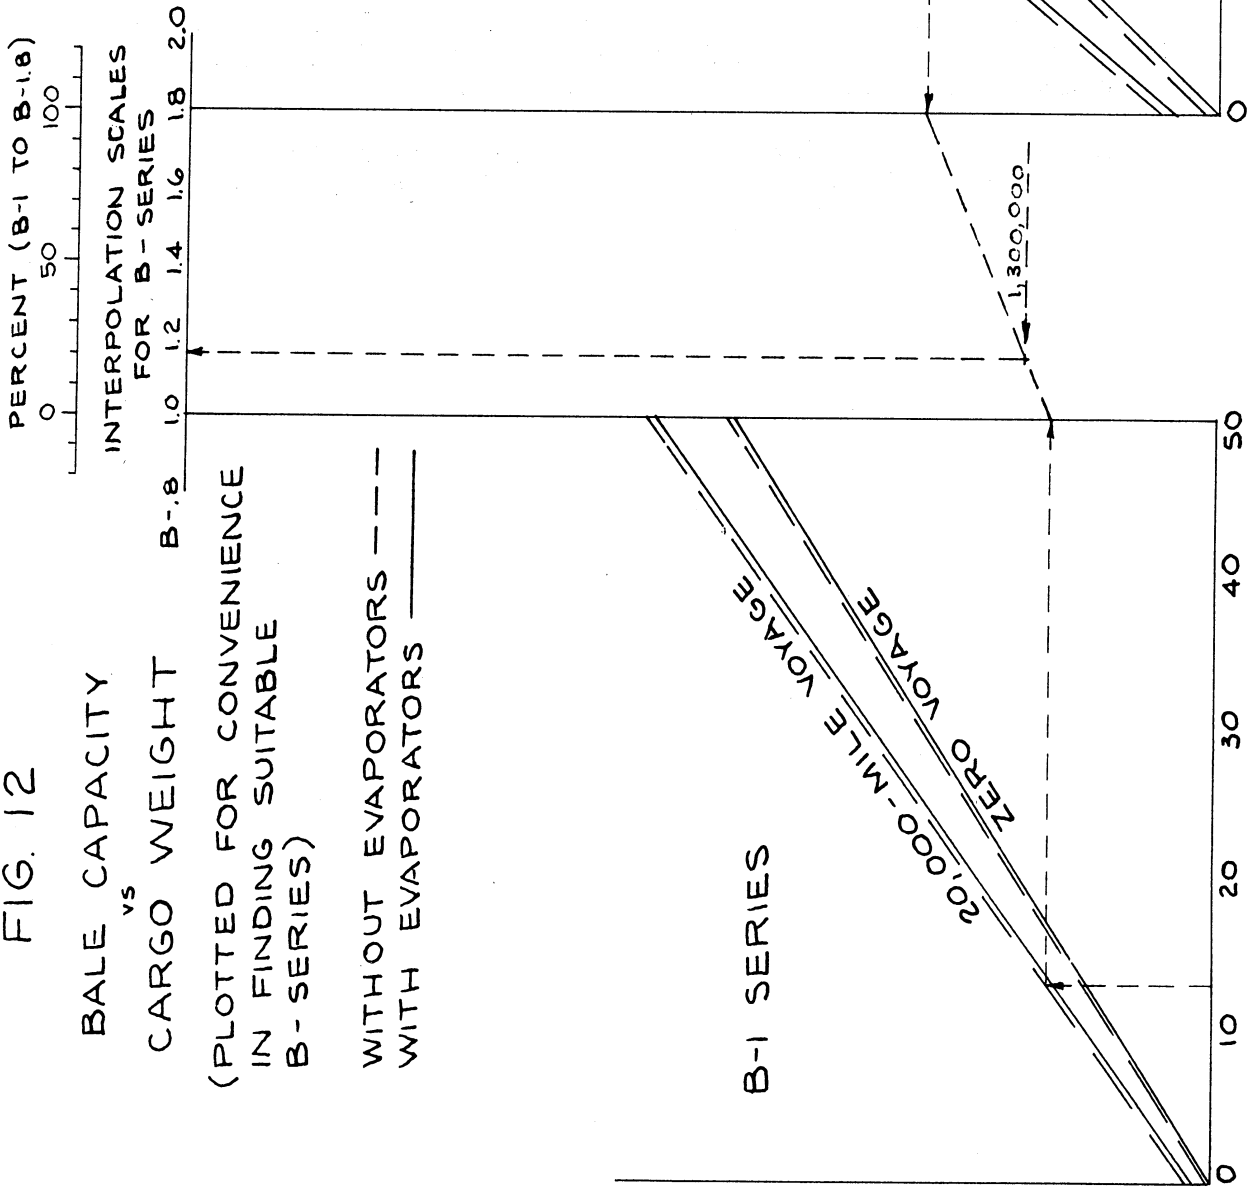 FIG. 12
BALE CAPACITY
vs
CARGO WEIGHT
(PLOTTED FOR CONVENIENCE
IN FINDING SUITABLE
B-SERIES)
WITHOUT EVAPORATORS
WITH EVAPORATORS
PERCENT (B-1 TO B-1.8)
0 50 100
INTERPOLATION SCALES
FOR B-SERIES
B-.8 1.0 1.2 1.4 1.6 1.8 2.0
B-1 SERIES
20,000-MILE VOYAGE
ZERO VOYAGE
1,300,000
0 10 20 30 40 50
0